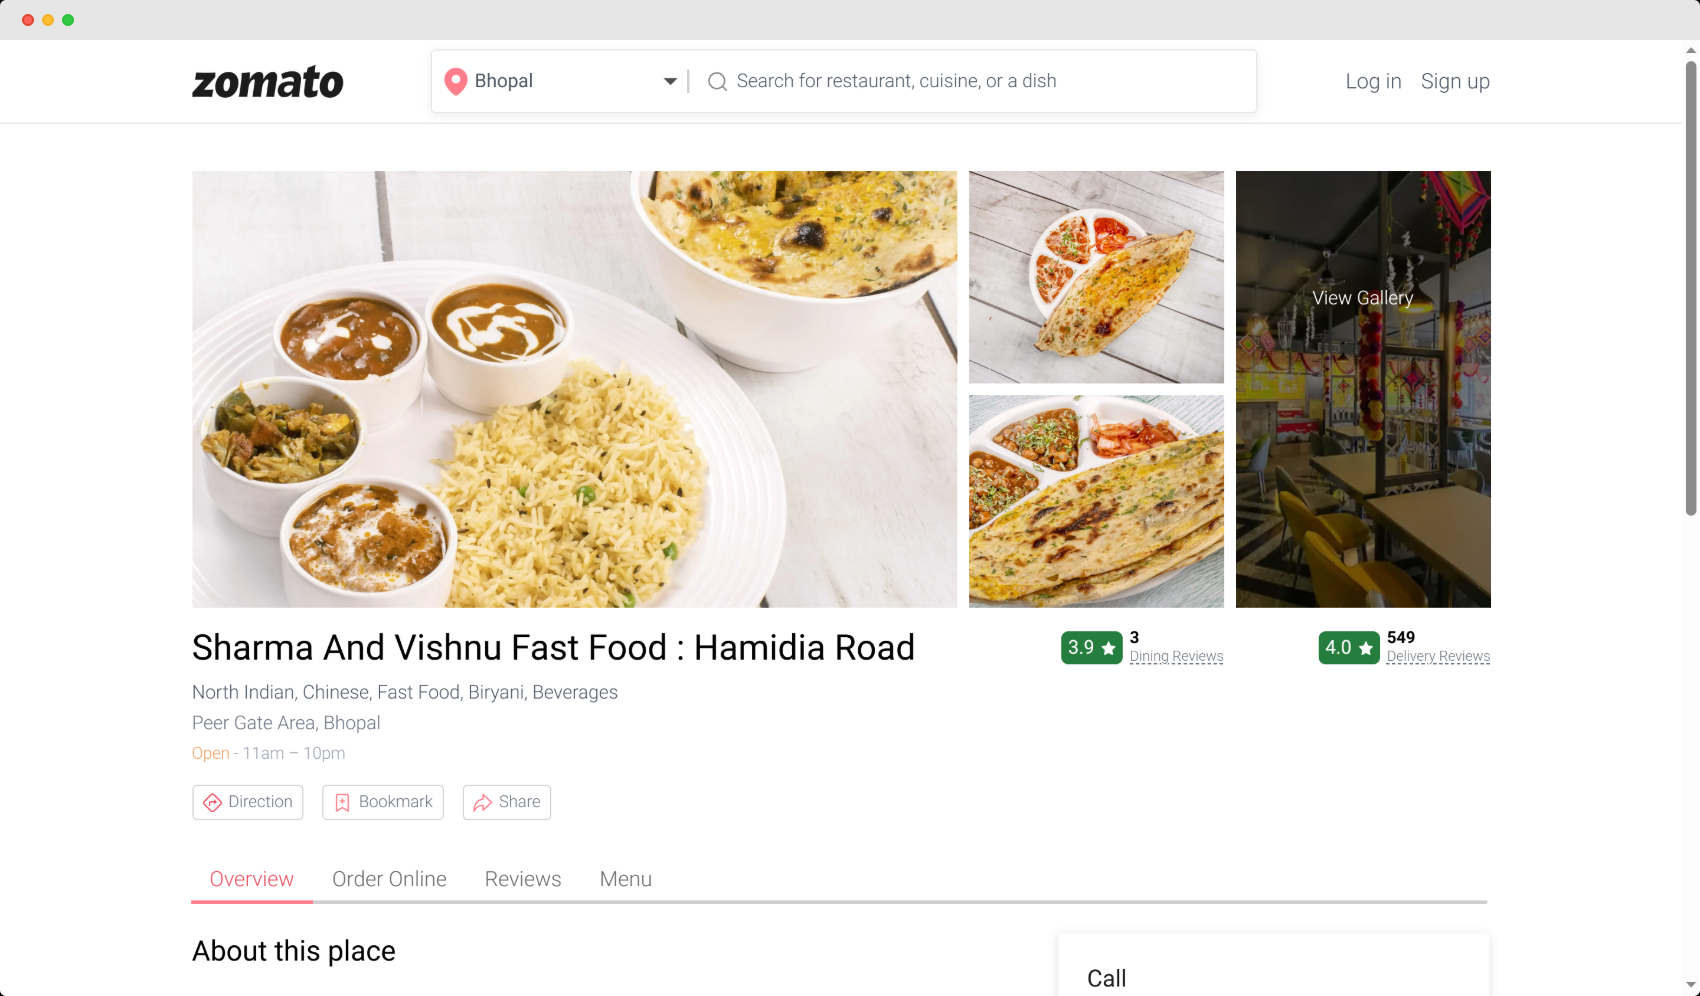 zomato
Bhopal
Search for restaurant, cuisine, or a dish
Log in
Sign up
View Gallery
Sharma And Vishnu Fast Food : Hamidia Road
3.9 ★
3
Dining Reviews
4.0 ★
549
Delivery Reviews
North Indian, Chinese, Fast Food, Biryani, Beverages
Peer Gate Area, Bhopal
Open - 11am – 10pm
Direction
Bookmark
Share
Overview
Order Online
Reviews
Menu
About this place
Call